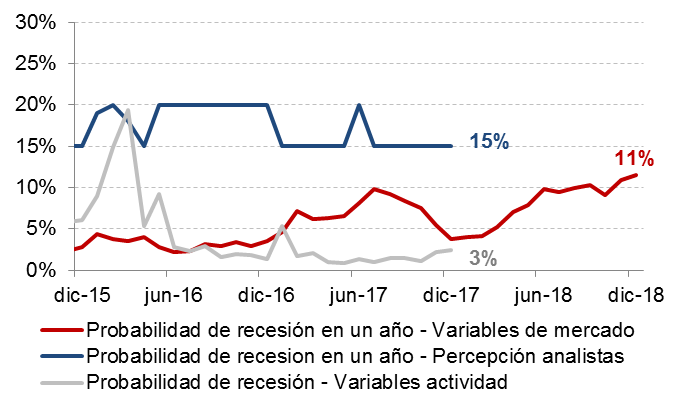 30%
25%
20%
15%
10%
5%
0%
15%
11%
3%
dic-15 jun-16 dic-16 jun-17 dic-17 jun-18 dic-18
Probabilidad de recesión en un año - Variables de mercado
Probabilidad de recesion en un año - Percepción analistas
Probabilidad de recesión - Variables actividad